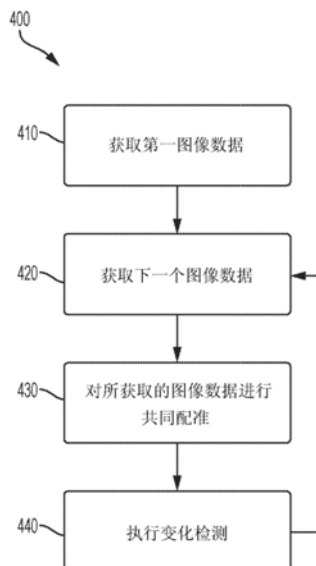 400
410
获取第一图像数据
420
获取下一个图像数据
430
对所获取的图像数据进行
共同配准
440
执行变化检测